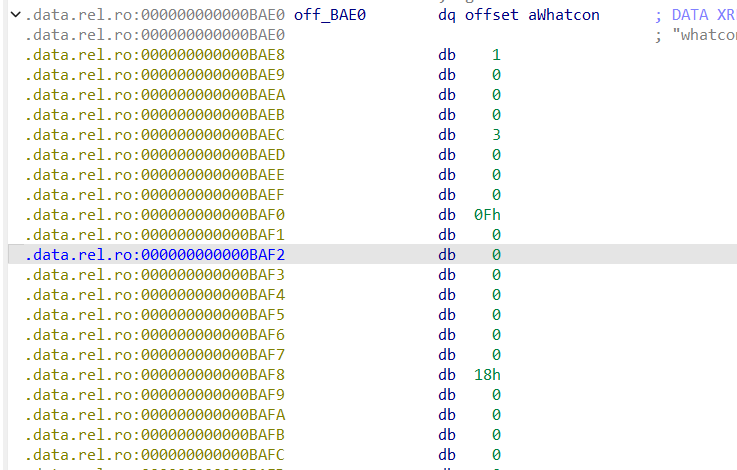 .data.rel.ro:000000000000BAE0 off_BAE0 dq offset aWhatcon ; DATA XR
.data.rel.ro:000000000000BAE0 ; "whatcon
.data.rel.ro:000000000000BAE8 db 1
.data.rel.ro:000000000000BAE9 db 0
.data.rel.ro:000000000000BAEA db 0
.data.rel.ro:000000000000BAEB db 0
.data.rel.ro:000000000000BAEC db 3
.data.rel.ro:000000000000BAED db 0
.data.rel.ro:000000000000BAEE db 0
.data.rel.ro:000000000000BAEF db 0
.data.rel.ro:000000000000BAF0 db 0Fh
.data.rel.ro:000000000000BAF1 db 0
.data.rel.ro:000000000000BAF2 db 0
.data.rel.ro:000000000000BAF3 db 0
.data.rel.ro:000000000000BAF4 db 0
.data.rel.ro:000000000000BAF5 db 0
.data.rel.ro:000000000000BAF6 db 0
.data.rel.ro:000000000000BAF7 db 0
.data.rel.ro:000000000000BAF8 db 18h
.data.rel.ro:000000000000BAF9 db 0
.data.rel.ro:000000000000BAFA db 0
.data.rel.ro:000000000000BAFB db 0
.data.rel.ro:000000000000BAFC db 0